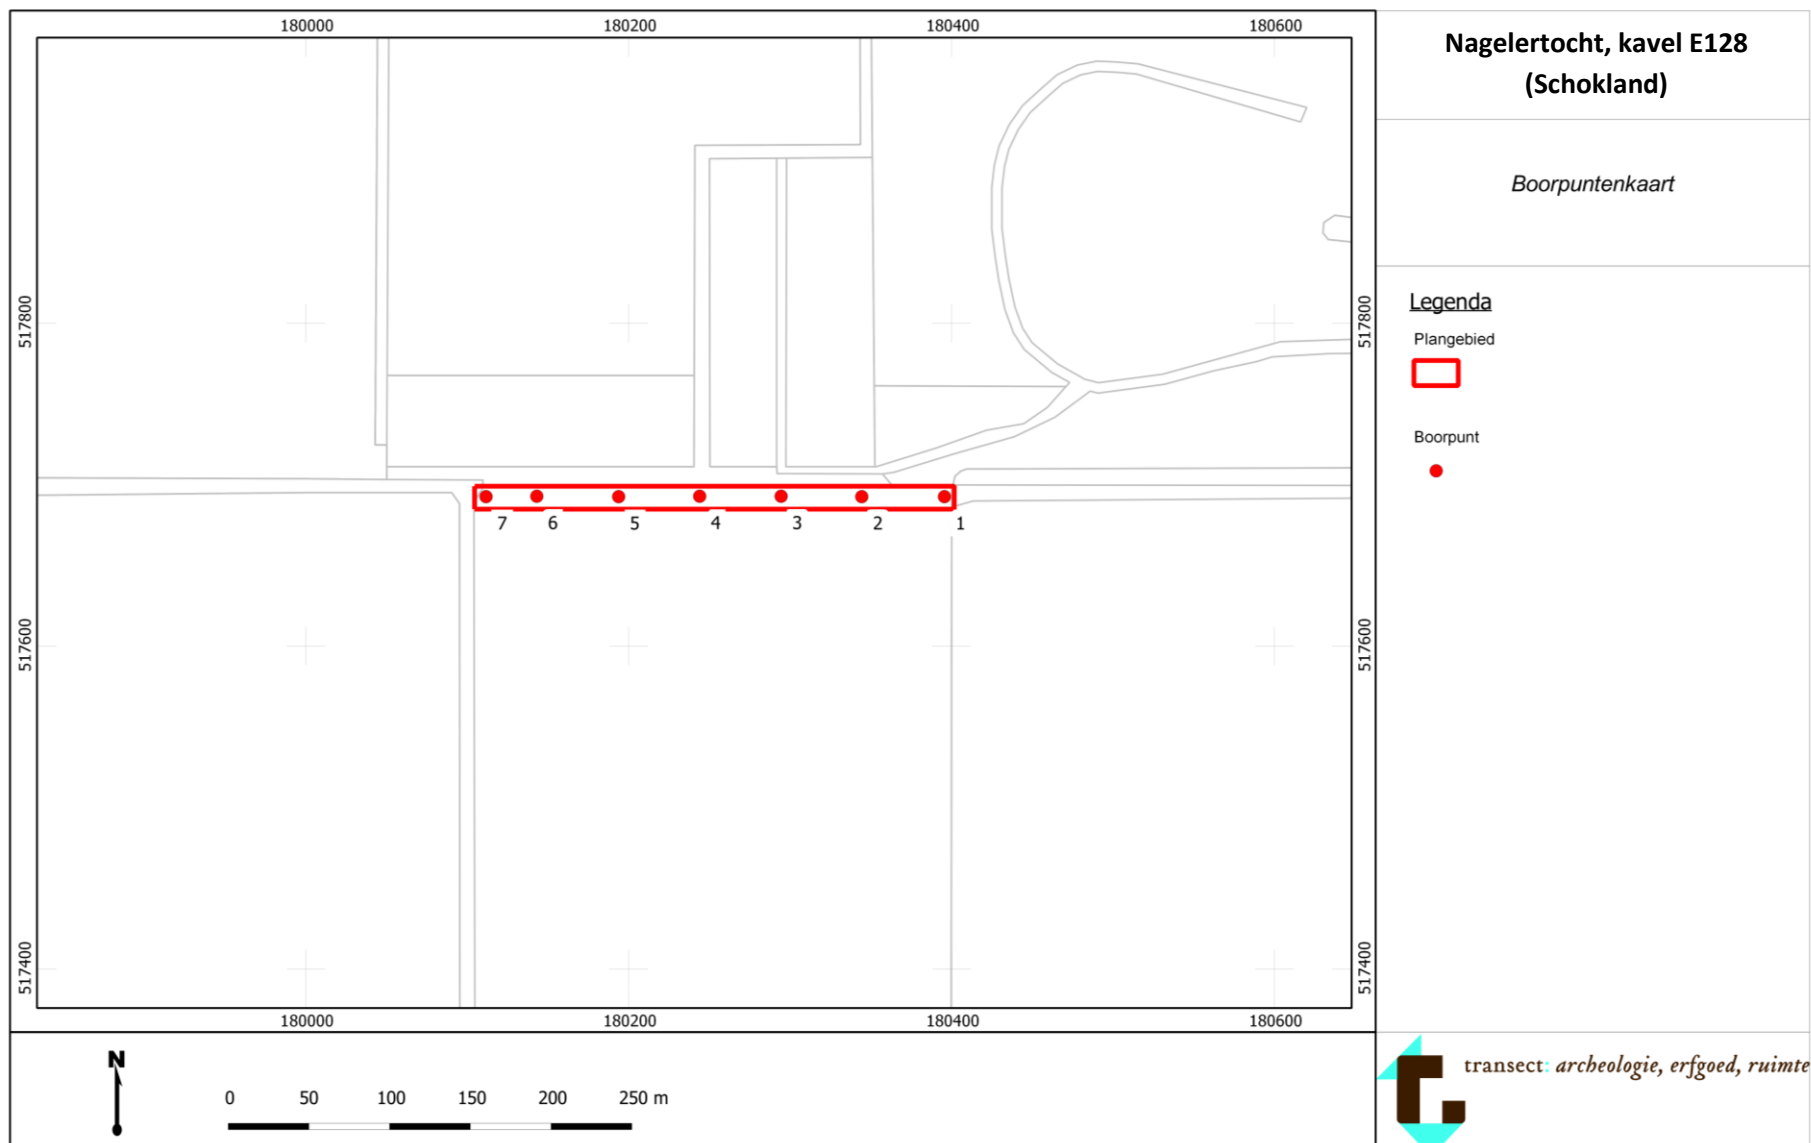 180000 180200 180400 180600
Nagelertocht, kavel E128
(Schokland)
Boorpuntenkaart
Legenda
Plangebied
Boorpunt
517800 517800
7 6 5 4 3 2 1
517600 517600
517400 517400
180000 180200 180400 180600
N
0 50 100 150 200 250 m
transect: archeologie, erfgoed, ruimte